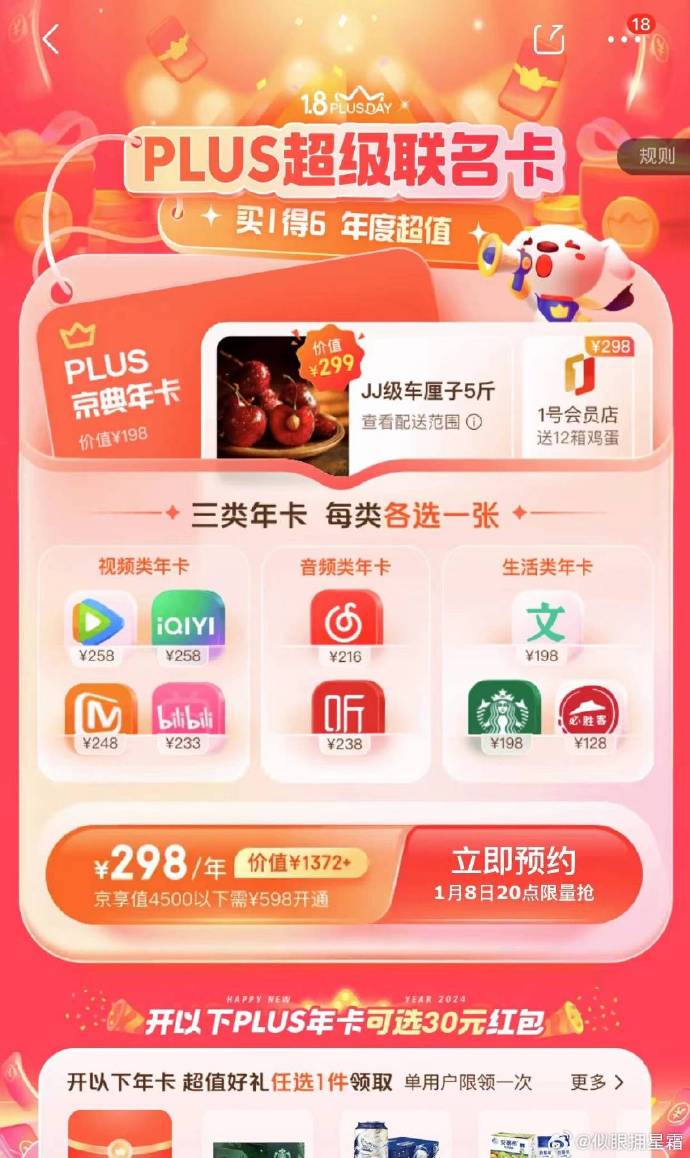 18
1.8 PLUS DAY
PLUS超级联名卡
规则
买1得6 年度超值
PLUS
京典年卡
价值¥198
价值
¥299
JJ级车厘子5斤
查看配送范围
¥298
1号会员店
送12箱鸡蛋
三类年卡 每类各选一张
视频类年卡
音频类年卡
生活类年卡
iQIYI
文
¥258
¥258
¥216
¥198
bilibili
听
必胜客
¥248
¥233
¥238
¥198
¥128
¥298/年
价值¥1372+
京享值4500以下需¥598开通
立即预约
1月8日20点限量抢
HAPPY NEW YEAR 2024
开以下PLUS年卡可选30元红包
开以下年卡 超值好礼任选1件领取 单用户限领一次 更多
@似眼拥星霜